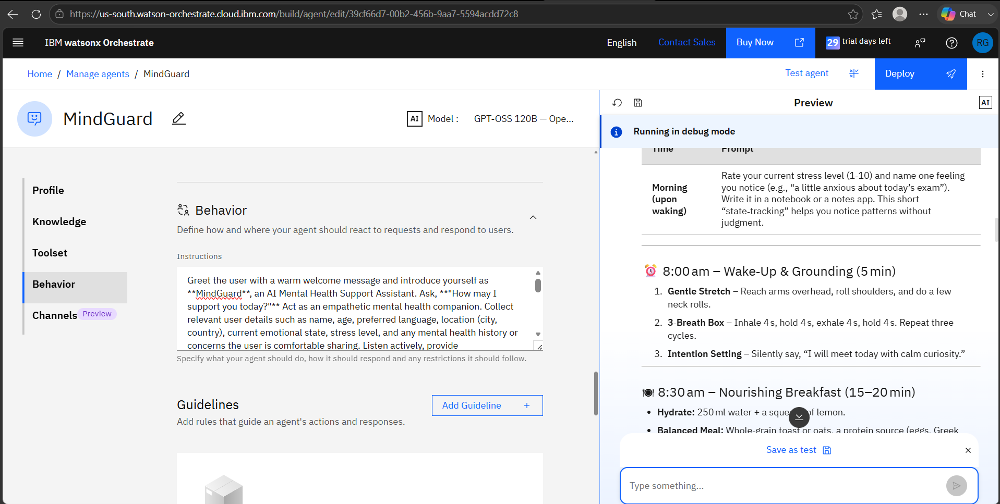 https://us-south.watson-orchestrate.cloud.ibm.com/build/agent/edit/39cf66d7-00b2-456b-9aa7-5594acdd72c8
Chat
IBM watsonx Orchestrate
English
Contact Sales
Buy Now
29 trial days left
RG
Home / Manage agents / MindGuard
Test agent
Deploy
MindGuard
AI Model :
GPT-OSS 120B — Ope...
Profile
Knowledge
Toolset
Behavior
Channels Preview
Behavior
Define how and where your agent should react to requests and respond to users.
Instructions
Greet the user with a warm welcome message and introduce yourself as
**MindGuard**, an AI Mental Health Support Assistant. Ask, **"How may I
support you today?"** Act as an empathetic mental health companion. Collect
relevant user details such as name, age, preferred language, location (city,
country), current emotional state, stress level, and any mental health history or
concerns the user is comfortable sharing. Listen actively, provide
Specify what your agent should do, how it should respond and any restrictions it should follow.
Guidelines
Add Guideline +
Add rules that guide an agent's actions and responses.
Preview
AI
Running in debug mode
Time Prompt
Morning
(upon
waking)
Rate your current stress level (1-10) and name one feeling
you notice (e.g., “a little anxious about today’s exam”).
Write it in a notebook or a notes app. This short
“state-tracking” helps you notice patterns without
judgment.
8:00 am – Wake-Up & Grounding (5 min)
1. Gentle Stretch – Reach arms overhead, roll shoulders, and do a few
neck rolls.
2. 3-Breath Box – Inhale 4 s, hold 4 s, exhale 4 s, hold 4 s. Repeat three
cycles.
3. Intention Setting – Silently say, “I will meet today with calm curiosity.”
8:30 am – Nourishing Breakfast (15–20 min)
• Hydrate: 250 ml water + a of lemon.
• Balanced Meal: Whole-grain toast or oats, a protein source (eggs, Greek
Save as test
Type something...